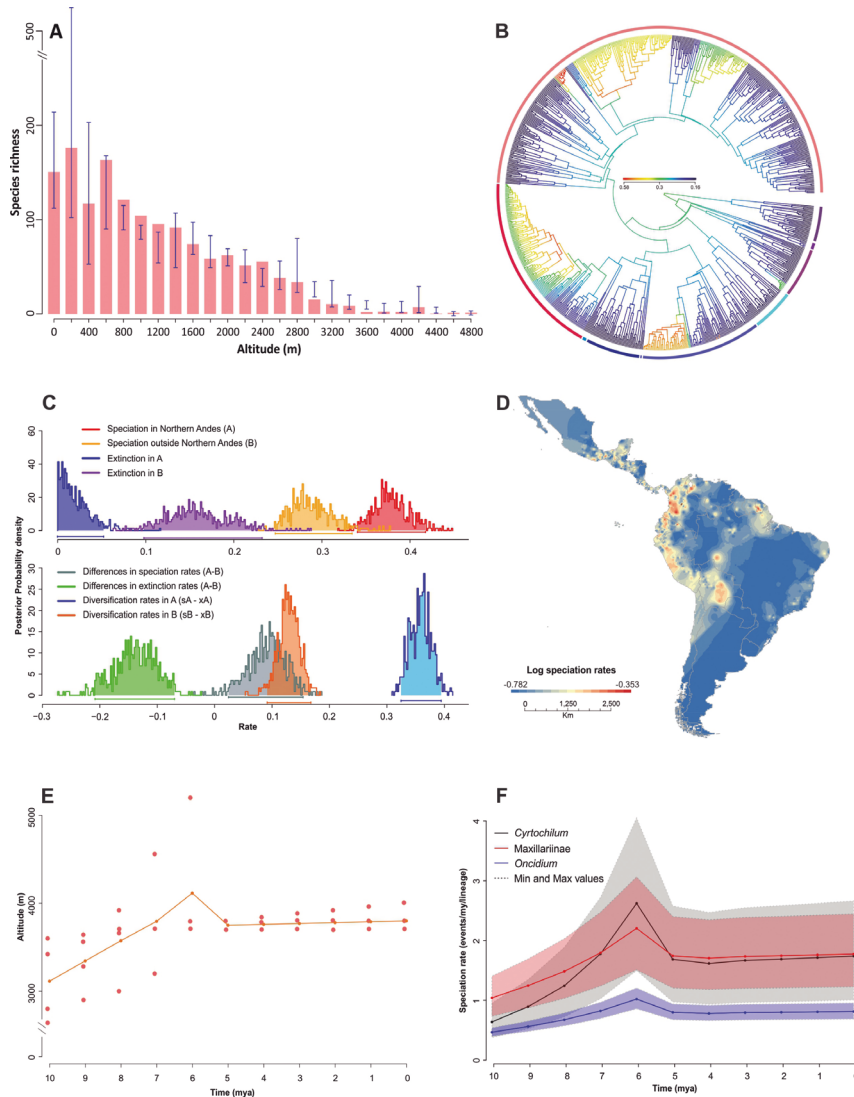 A
500
200
100
0
Species richness
0 400 800 1200 1600 2000 2400 2800 3200 3600 4000 4400 4800
Altitude (m)
B
0.3
C
Speciation in Northern Andes (A)
Speciation outside Northern Andes (B)
Extinction in A
Extinction in B
60
50
40
30
20
10
0
0 0.1 0.2 0.3 0.4
Posterior Probability density
Differences in speciation rates (A-B)
Differences in extinction rates (A-B)
Diversification rates in A (sA - xA)
Diversification rates in B (sB - xB)
30
25
20
15
10
5
0
−0.3 −0.2 −0.1 0 0.1 0.2 0.3 0.4
Rate
D
Log speciation rates
-0.782 -0.353
0 1,250 2,500
Km
E
5000
4000
3000
0
Altitude (m)
10 9 8 7 6 5 4 3 2 1 0
Time (mya)
F
Cyrtochilum
Maxillariinae
Oncidium
Min and Max values
4
3
2
1
0
Speciation rate (events/my/lineage)
10 9 8 7 6 5 4 3 2 1 0
Time (mya)